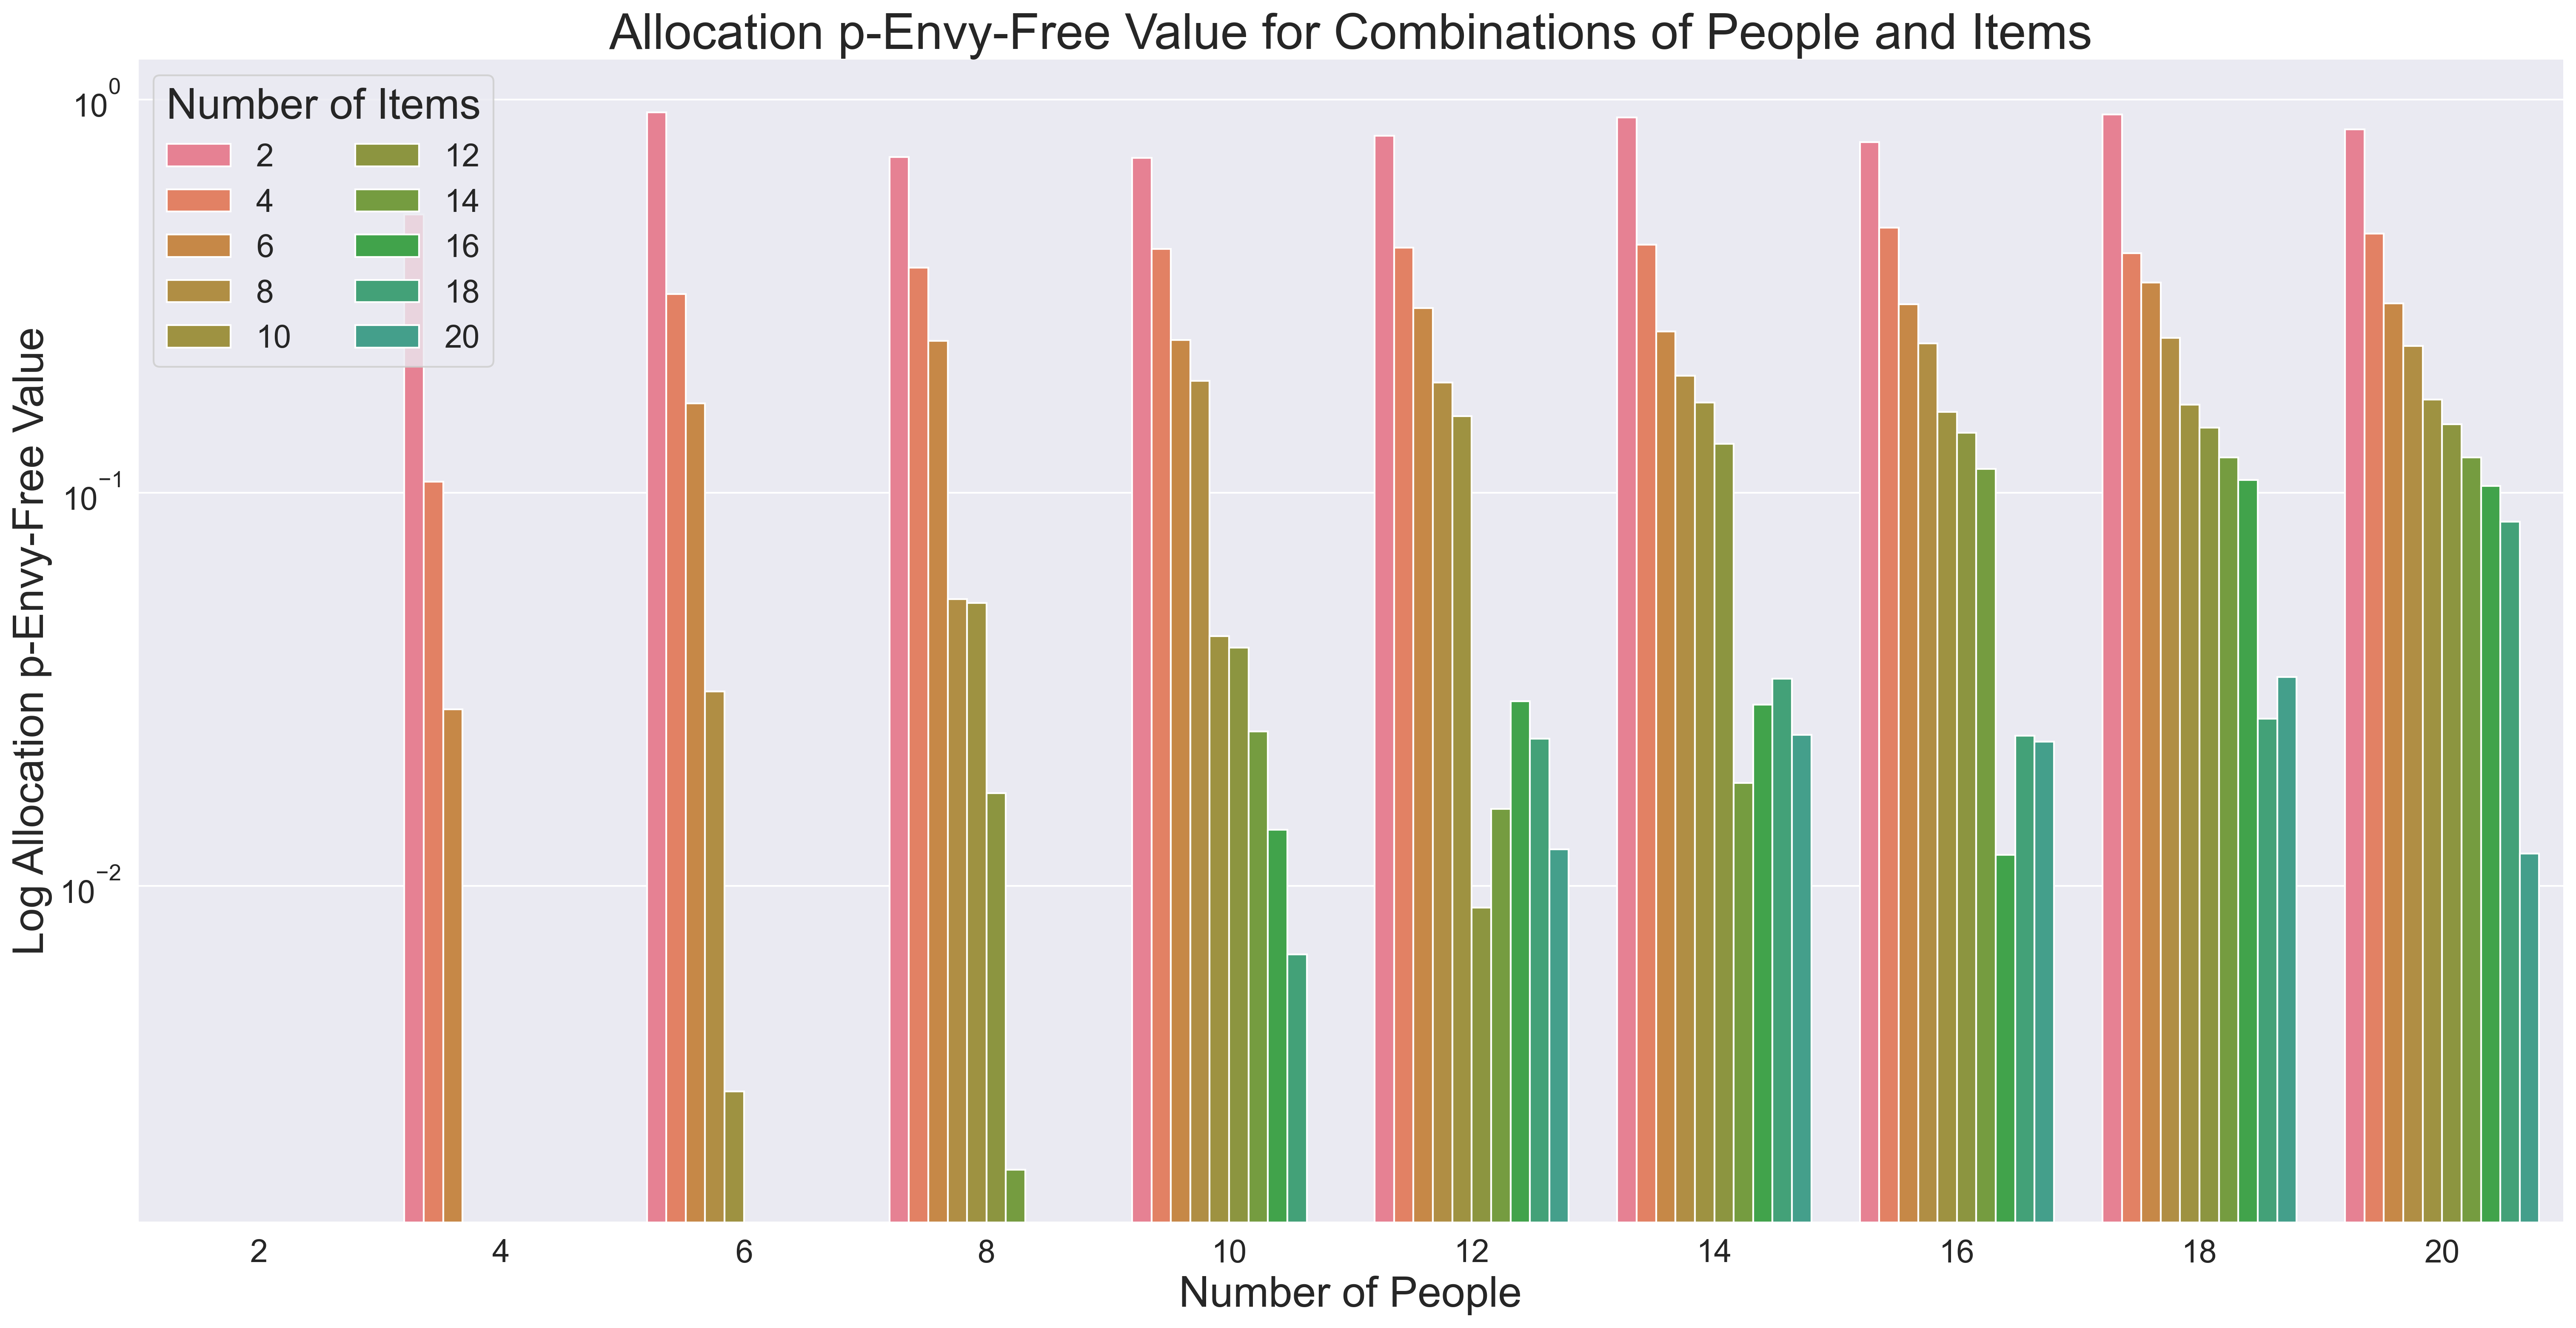 Allocation p-Envy-Free Value for Combinations of People and Items
Log Allocation p-Envy-Free Value
10⁰
10⁻¹
10⁻²
Number of Items
2 12
4 14
6 16
8 18
10 20
2 4 6 8 10 12 14 16 18 20
Number of People